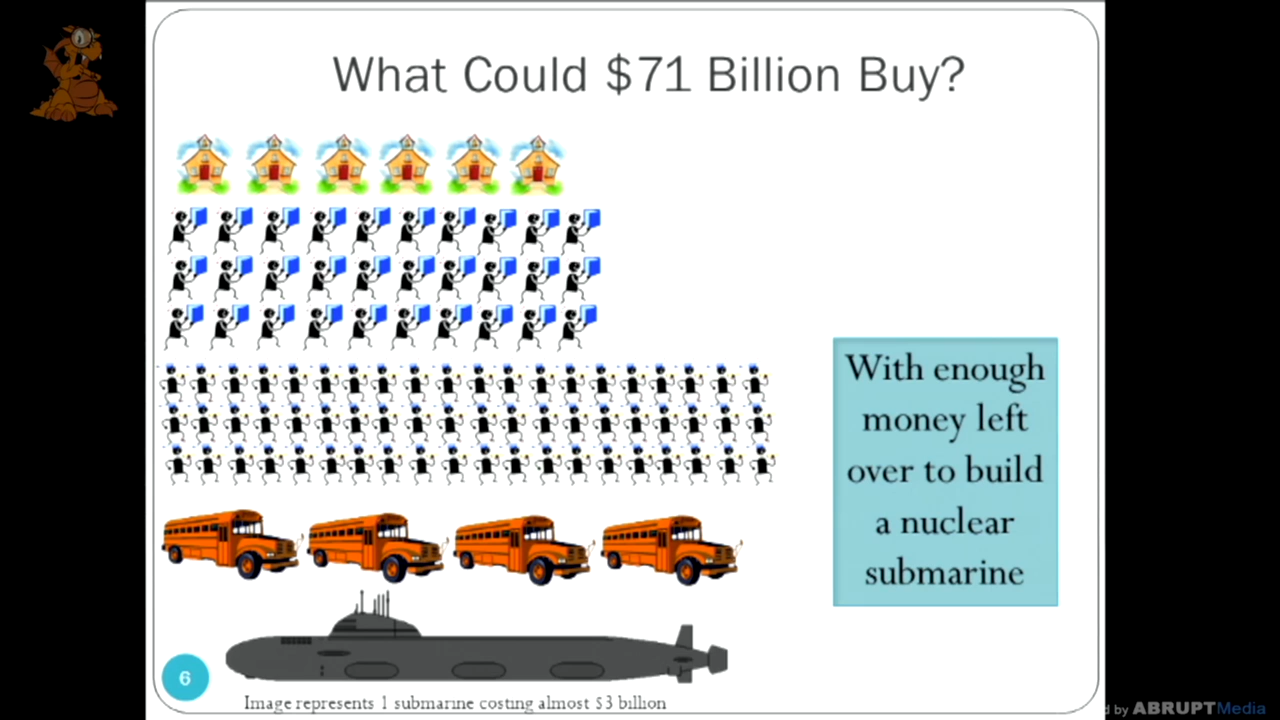 What Could $71 Billion Buy?
With enough
money left
over to build
a nuclear
submarine
6
Image represents 1 submarine costing almost $3 billion
d by ABRUPTMedia